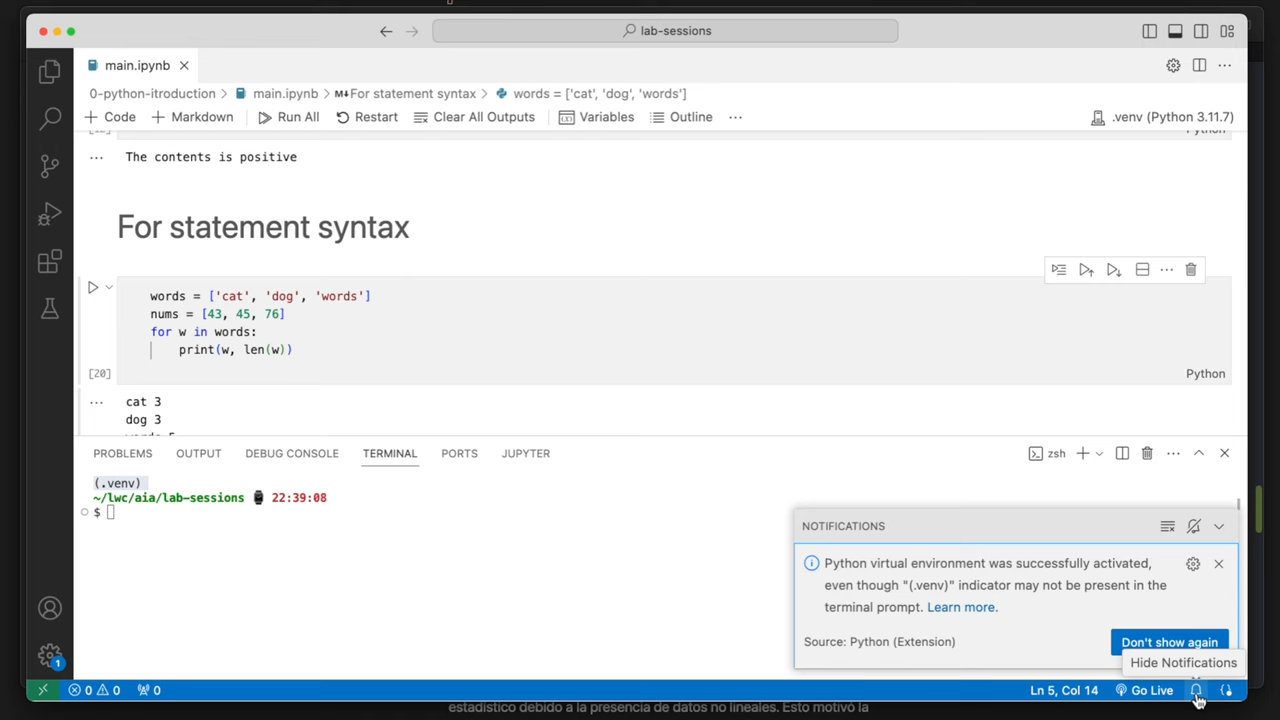 lab-sessions
main.ipynb
0-python-itroduction > main.ipynb > M↓For statement syntax > words = ['cat', 'dog', 'words']
+ Code + Markdown Run All Restart Clear All Outputs Variables Outline ... .venv (Python 3.11.7)
Python
... The contents is positive
For statement syntax
words = ['cat', 'dog', 'words']
nums = [43, 45, 76]
for w in words:
print(w, len(w))
[20] Python
... cat 3
dog 3
PROBLEMS OUTPUT DEBUG CONSOLE TERMINAL PORTS JUPYTER zsh
(.venv)
~/lwc/aia/lab-sessions ⌚ 22:39:08
$
NOTIFICATIONS
Python virtual environment was successfully activated,
even though "(.venv)" indicator may not be present in the
terminal prompt. Learn more.
Source: Python (Extension) Don't show again
Hide Notifications
1
0 0 0 Ln 5, Col 14 Go Live
estadístico debido a la presencia de datos no lineales. Esto motivó la